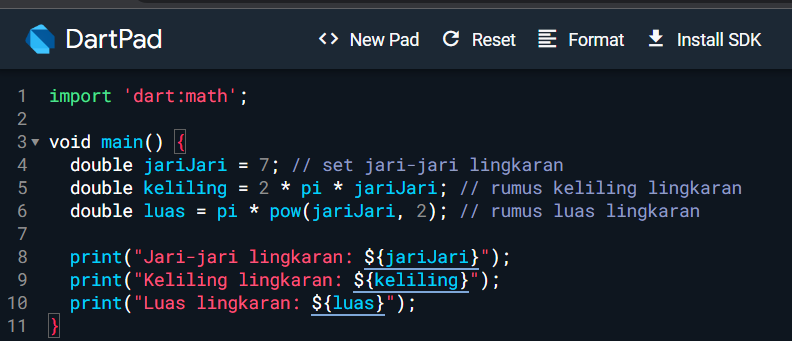 DartPad
<> New Pad Reset Format Install SDK
1 import 'dart:math';
2
3 void main() {
4   double jariJari = 7; // set jari-jari lingkaran
5   double keliling = 2 * pi * jariJari; // rumus keliling lingkaran
6   double luas = pi * pow(jariJari, 2); // rumus luas lingkaran
7
8   print("Jari-jari lingkaran: ${jariJari}");
9   print("Keliling lingkaran: ${keliling}");
10   print("Luas lingkaran: ${luas}");
11 }